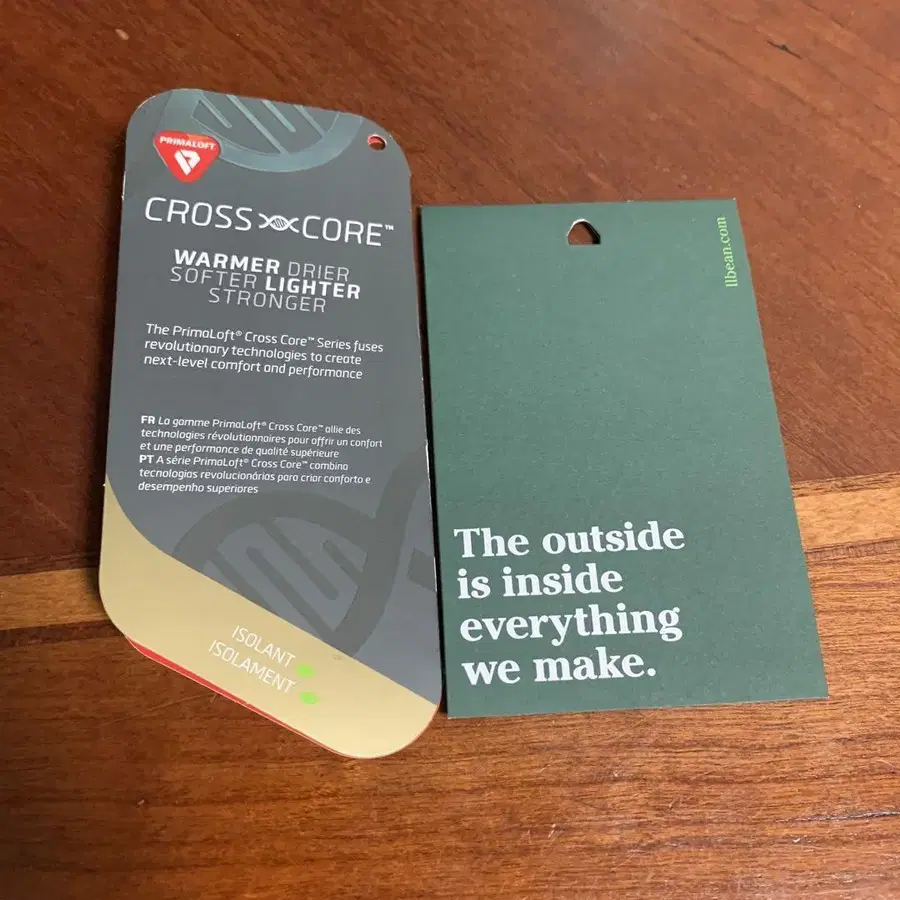 PRIMALOFT
CROSS CORE™
WARMER DRIER
SOFTER LIGHTER
STRONGER
The PrimaLoft® Cross Core™ Series fuses
revolutionary technologies to create
next-level comfort and performance
FR La gamme PrimaLoft® Cross Core™ allie des
technologies révolutionnaires pour offrir un confort
et une performance de qualité supérieure
PT A série PrimaLoft® Cross Core™ combina
tecnologias revolucionárias para criar conforto e
desempenho superiores
ISOLANT
ISOLAMENT
llbean.com
The outside
is inside
everything
we make.